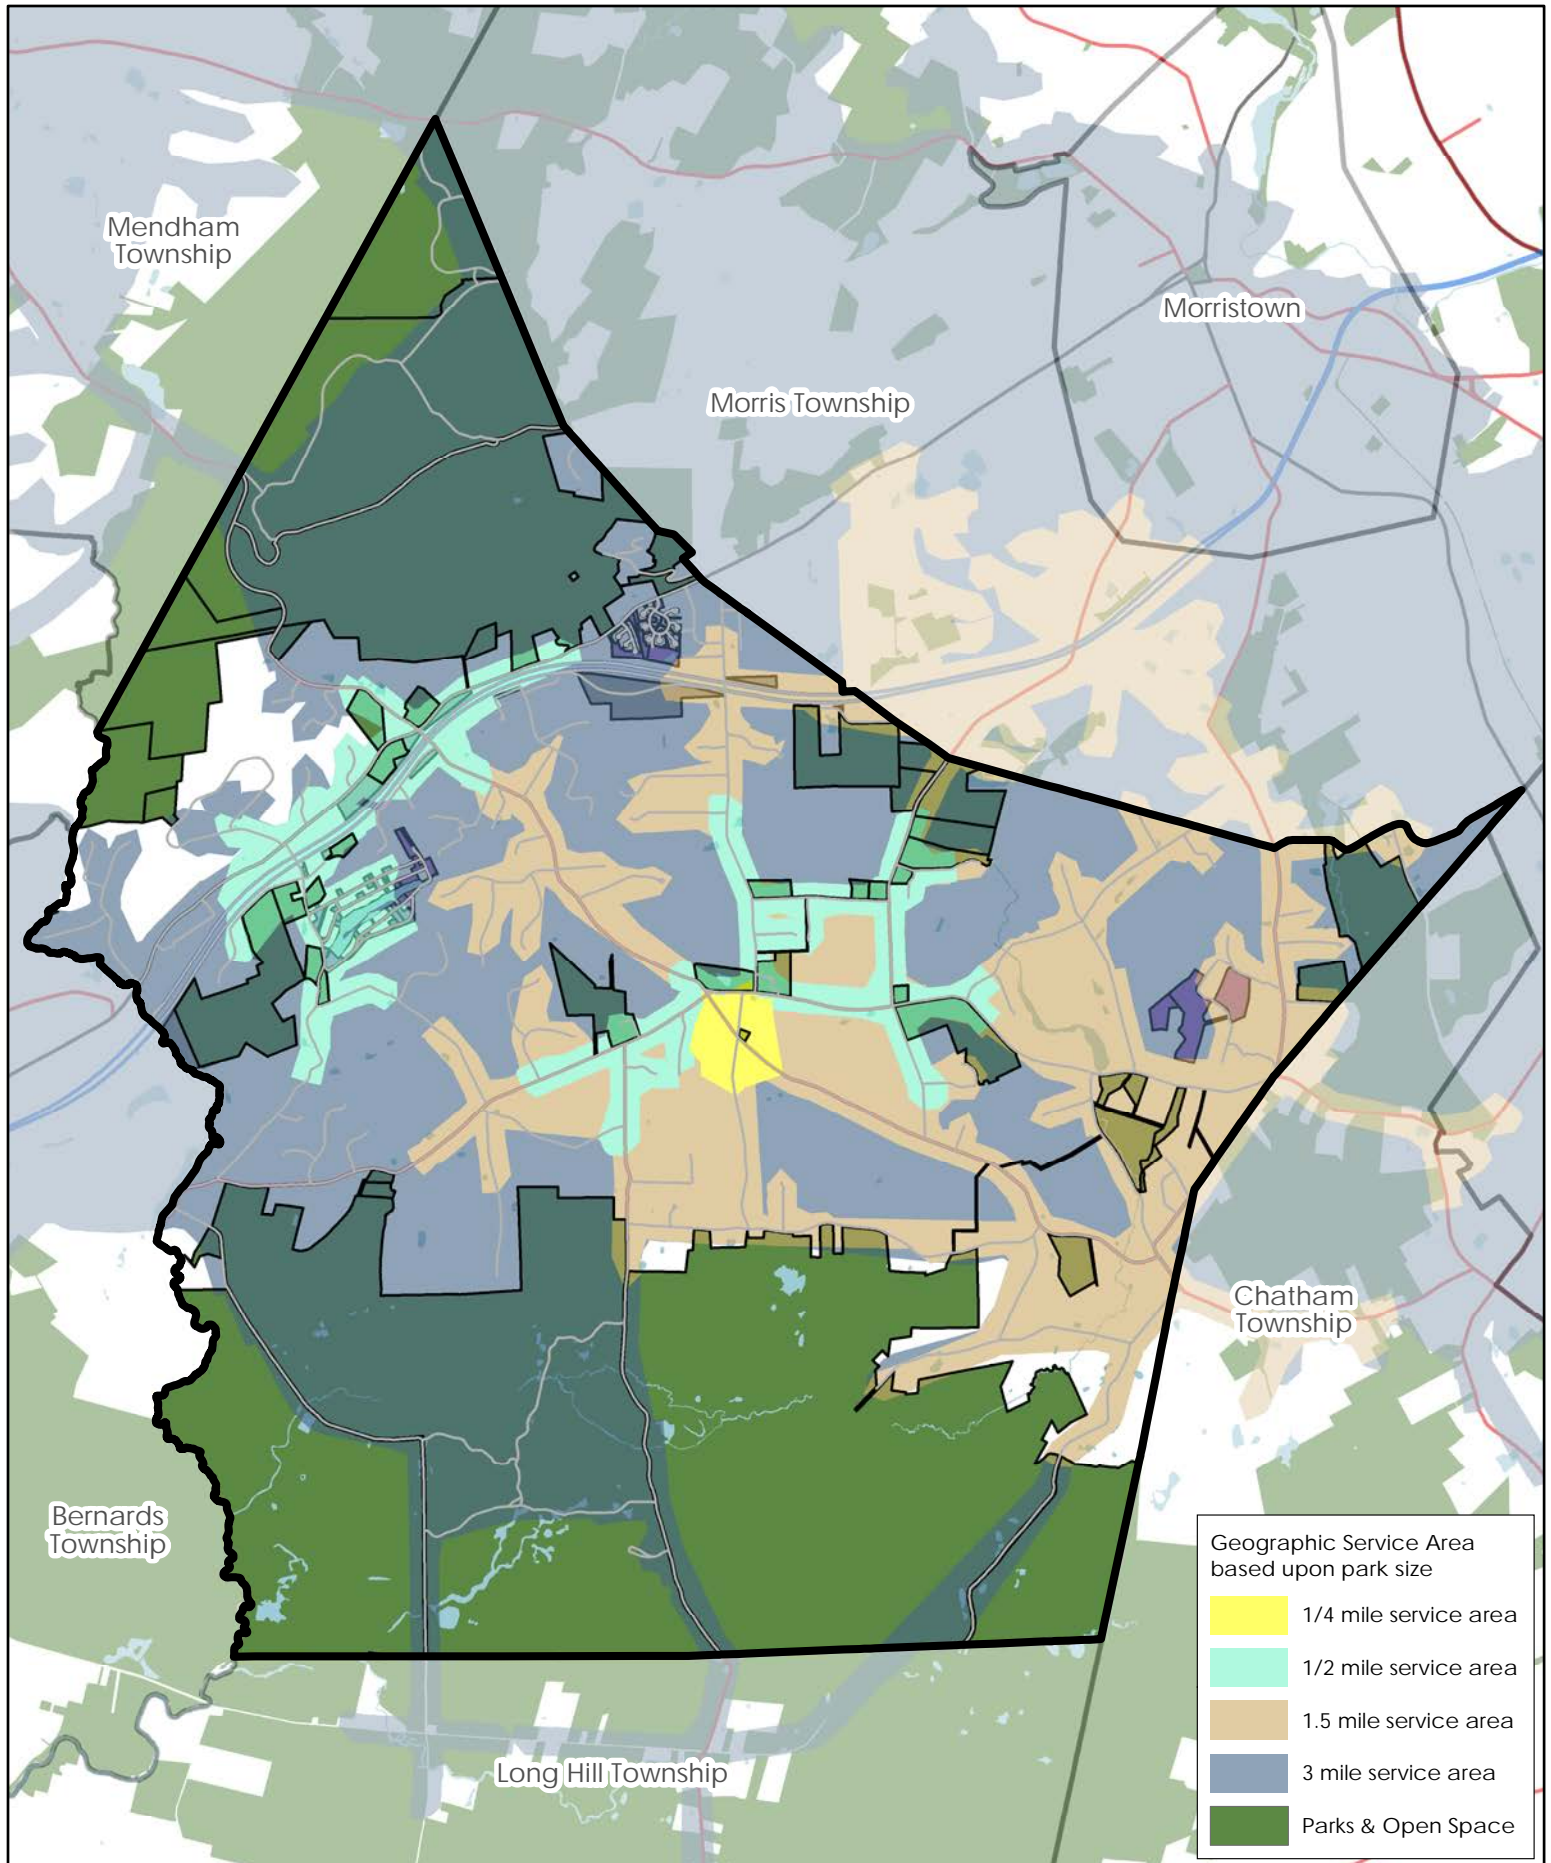 Mendham
Township
Morristown
Morris Township
Chatham
Township
Bernards
Township
Long Hill Township
Geographic Service Area
based upon park size
1/4 mile service area
1/2 mile service area
1.5 mile service area
3 mile service area
Parks & Open Space